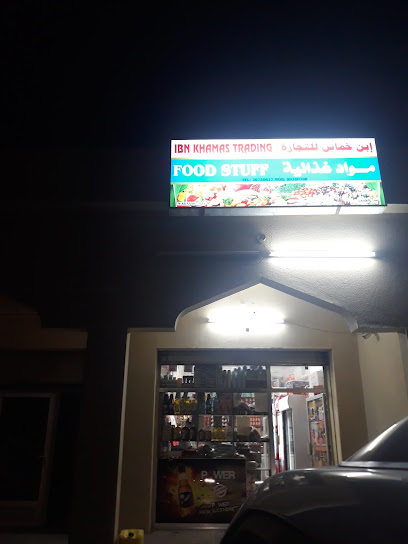 IBN KHAMAS TRADING إبن خماس للتجارة
FOOD STUFF مواد غذائية
POWER